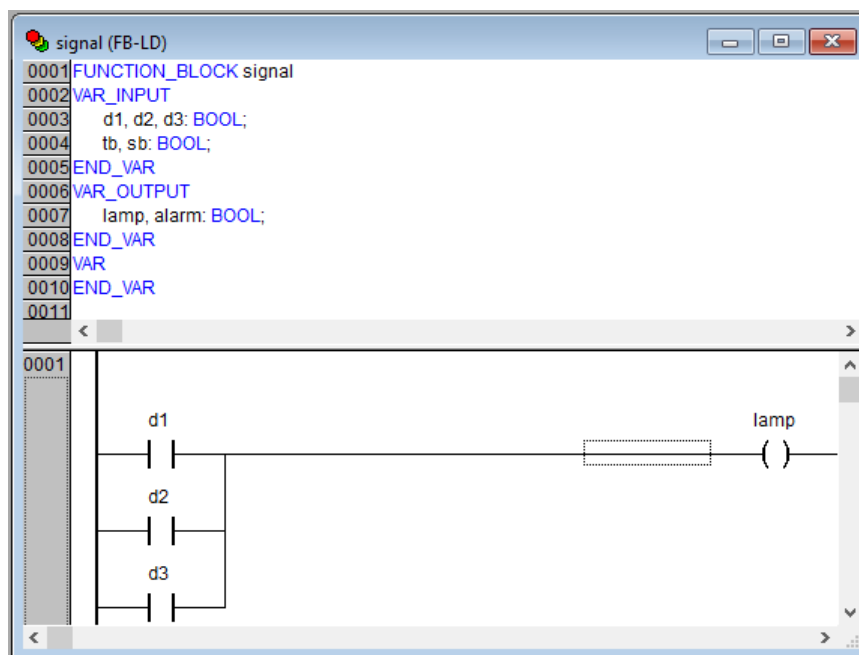 signal (FB-LD)
0001 FUNCTION_BLOCK signal
0002 VAR_INPUT
0003 d1, d2, d3: BOOL;
0004 tb, sb: BOOL;
0005 END_VAR
0006 VAR_OUTPUT
0007 lamp, alarm: BOOL;
0008 END_VAR
0009 VAR
0010 END_VAR
0011
0001
d1 lamp
d2
d3